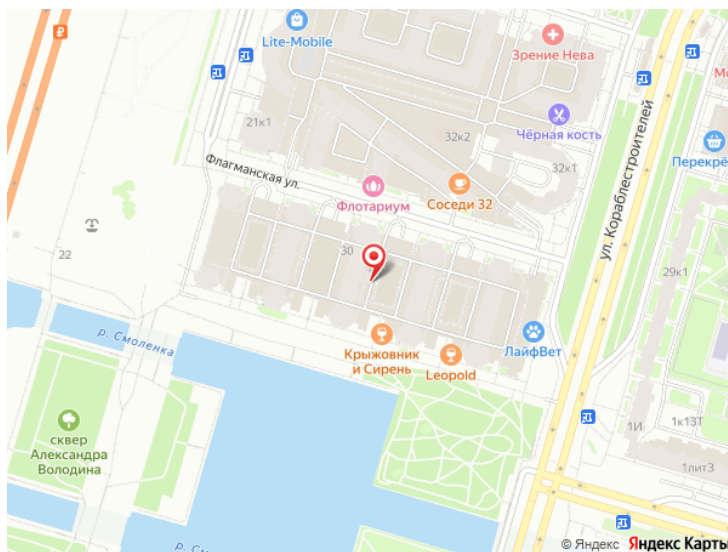 ₽
Lite-Mobile
Зрение Нева
21к1
32к2
Чёрная кость
32к1
Перекрё
Флагманская ул.
Флотариум
Соседи 32
ул. Кораблестроителей
22
30
29к1
р. Смоленка
Крыжовник
и Сирень
Leopold
ЛайфВет
сквер
Александра
Володина
1И
1к13Т
1лит3
р. См
© Яндекс Яндекс Карты